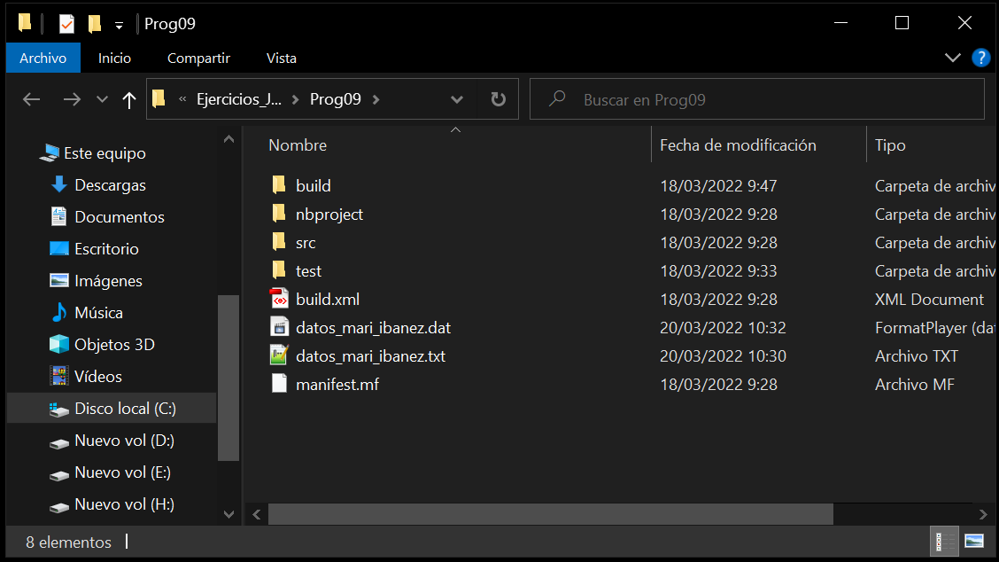 Prog09
Archivo Inicio Compartir Vista
« Ejercicios_J... > Prog09 > Buscar en Prog09
Este equipo
Descargas
Documentos
Escritorio
Imágenes
Música
Objetos 3D
Vídeos
Disco local (C:)
Nuevo vol (D:)
Nuevo vol (E:)
Nuevo vol (H:)
Nombre Fecha de modificación Tipo
build 18/03/2022 9:47 Carpeta de archiv
nbproject 18/03/2022 9:28 Carpeta de archiv
src 18/03/2022 9:28 Carpeta de archiv
test 18/03/2022 9:33 Carpeta de archiv
build.xml 18/03/2022 9:28 XML Document
datos_mari_ibanez.dat 20/03/2022 10:32 FormatPlayer (dat
datos_mari_ibanez.txt 20/03/2022 10:30 Archivo TXT
manifest.mf 18/03/2022 9:28 Archivo MF
8 elementos